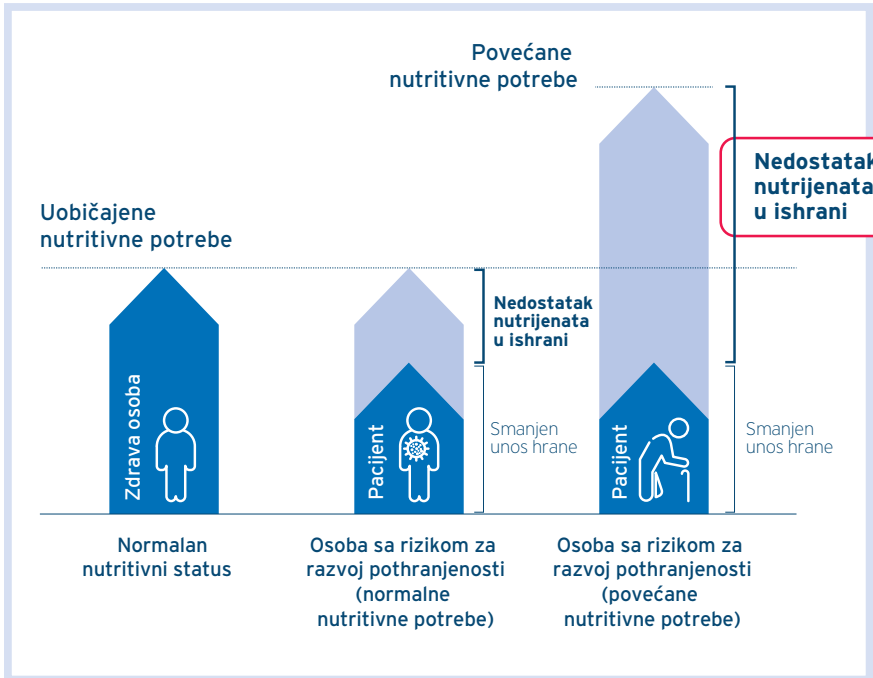 Povećane
nutritivne potrebe
Nedostatak
nutrijenata
u ishrani
Uobičajene
nutritivne potrebe
Nedostatak
nutrijenata
u ishrani
Zdrava osoba
Pacijent
Smanjen
unos hrane
Pacijent
Smanjen
unos hrane
Normalan
nutritivni status
Osoba sa rizikom za
razvoj pothranjenosti
(normalne
nutritivne potrebe)
Osoba sa rizikom za
razvoj pothranjenosti
(povećane
nutritivne potrebe)